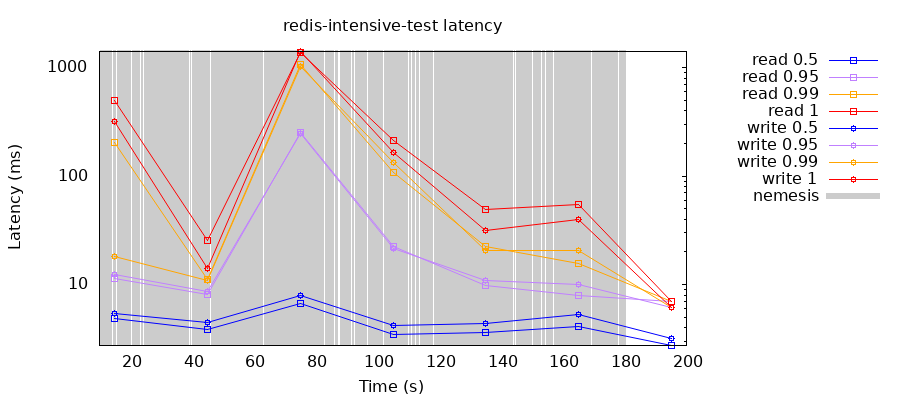 redis-intensive-test latency
Latency (ms)
1000
100
10
20 40 60 80 100 120 140 160 180 200
Time (s)
read 0.5
read 0.95
read 0.99
read 1
write 0.5
write 0.95
write 0.99
write 1
nemesis